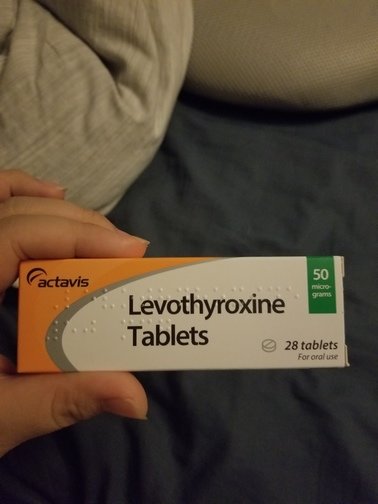 actavis
50
micro-
grams
Levothyroxine
Tablets
28 tablets
For oral use